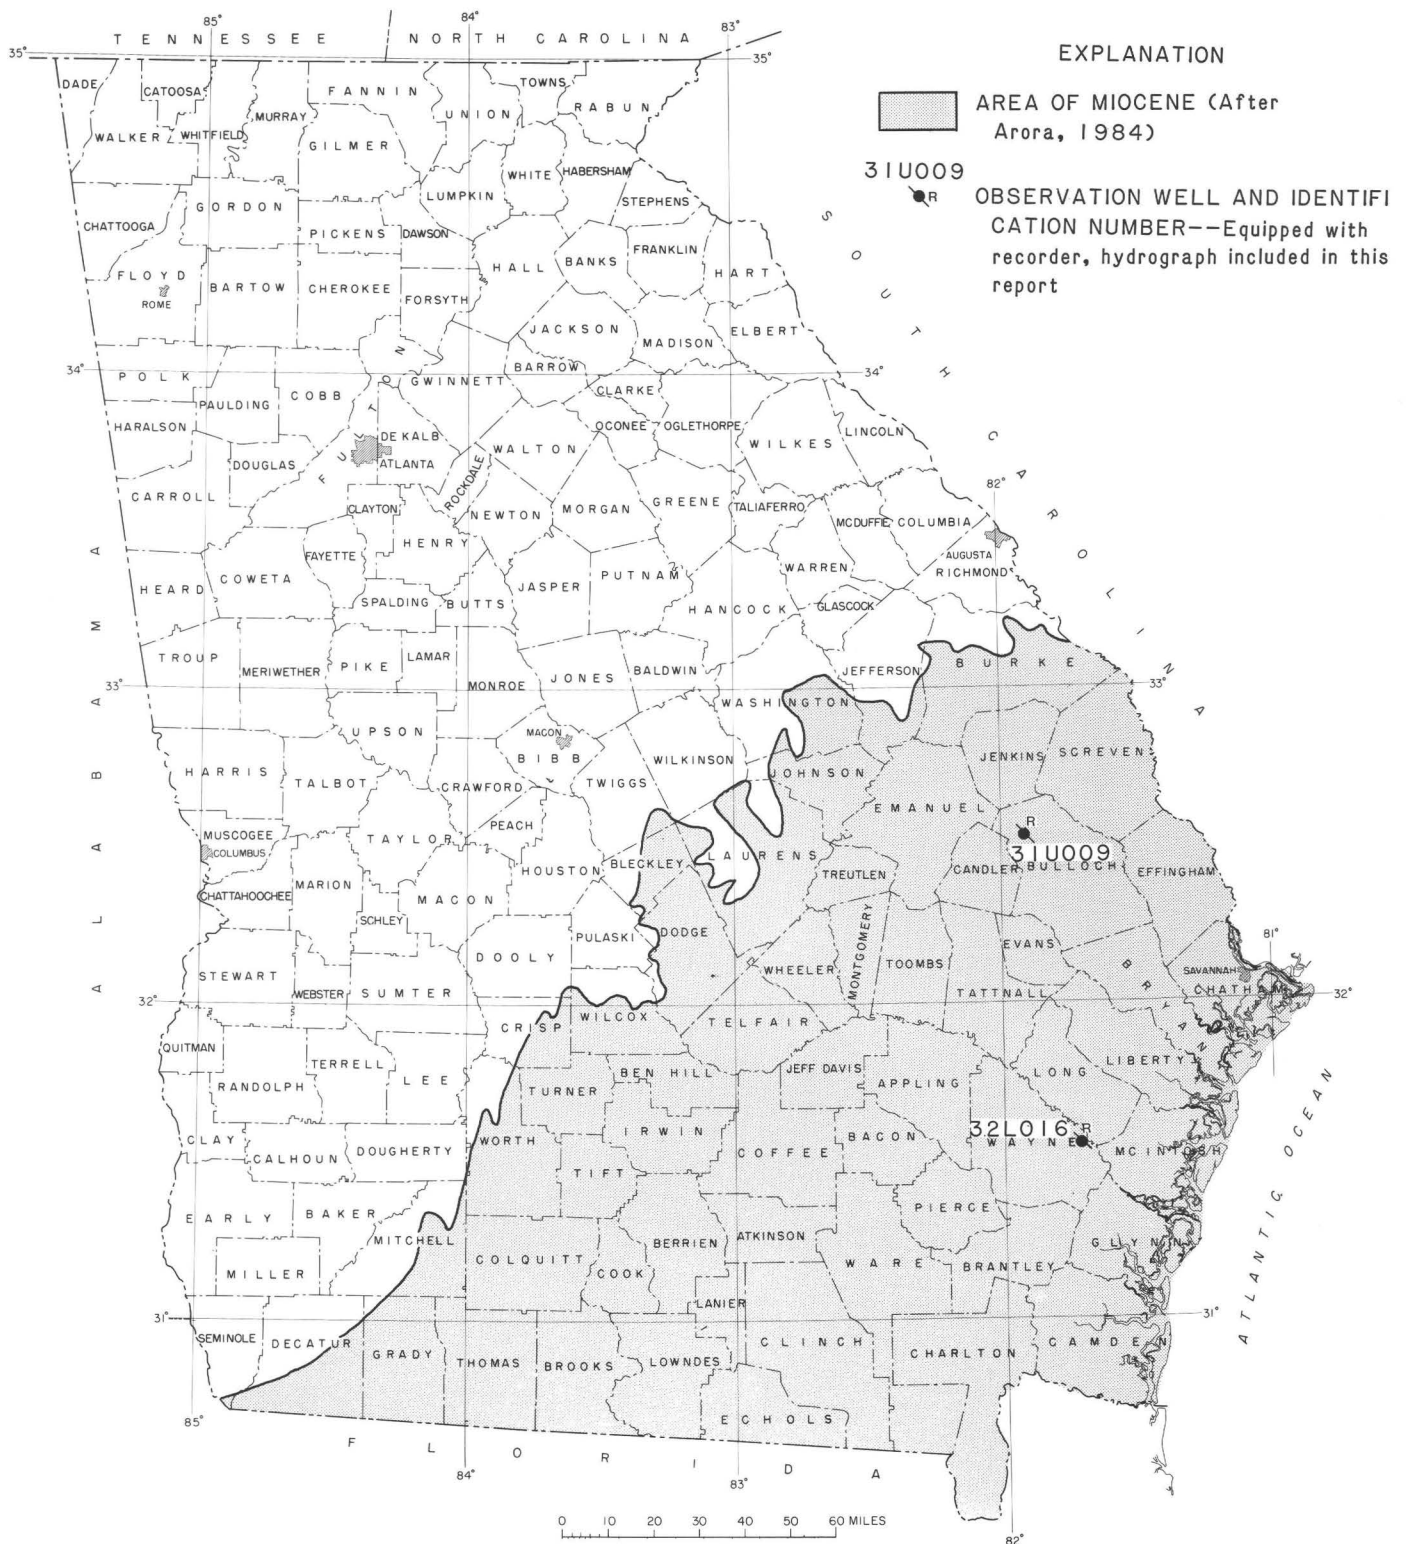 85°
84°
83°
TENNESSEE
NORTH CAROLINA
35°
35°
EXPLANATION
AREA OF MIOCENE (After
Arora, 1984)
31U009
R
OBSERVATION WELL AND IDENTIFI
CATION NUMBER--Equipped with
recorder, hydrograph included in this
report
DADE
CATOOSA
WALKER
WHITFIELD
MURRAY
FANNIN
GILMER
UNION
TOWNS
RABUN
WHITE
HABERSHAM
LUMPKIN
STEPHENS
CHATTOOGA
GORDON
PICKENS
DAWSON
HALL
BANKS
FRANKLIN
HART
FLOYD
ROME
BARTOW
CHEROKEE
FORSYTH
JACKSON
MADISON
ELBERT
SOUTH CAROLINA
34°
34°
POLK
PAULDING
COBB
FULTON
GWINNETT
BARROW
CLARKE
HARALSON
DOUGLAS
DE KALB
ATLANTA
ROCKDALE
WALTON
OCONEE
OGLETHORPE
WILKES
LINCOLN
CARROLL
CLAYTON
NEWTON
MORGAN
GREENE
TALIAFERRO
MCDUFFIE
COLUMBIA
82°
AUGUSTA
RICHMOND
HEARD
COWETA
FAYETTE
HENRY
SPALDING
BUTTS
JASPER
PUTNAM
HANCOCK
WARREN
GLASCOCK
TROUP
MERIWETHER
PIKE
LAMAR
MONROE
JONES
BALDWIN
WASHINGTON
JEFFERSON
BURKE
33°
33°
ALABAMA
UPSON
MACON
BIBB
TWIGGS
WILKINSON
JOHNSON
JENKINS
SCREVEN
HARRIS
TALBOT
CRAWFORD
PEACH
EMANUEL
MUSCOGEE
COLUMBUS
TAYLOR
HOUSTON
BLECKLEY
LAURENS
TREUTLEN
CANDLER
R
31U009
BULLOCH
EFFINGHAM
CHATTAHOOCHEE
MARION
SCHLEY
MACON
PULASKI
DODGE
MONTGOMERY
WHEELER
TOOMBS
EVANS
BRYAN
81°
SAVANNAH
CHATHAM
STEWART
WEBSTER
SUMTER
DOOLY
TATTNALL
32°
32°
CRISP
WILCOX
TELFAIR
QUITMAN
TERRELL
LEE
RANDOLPH
TURNER
BEN HILL
JEFF DAVIS
APPLING
LONG
LIBERTY
CLAY
CALHOUN
DOUGHERTY
WORTH
IRWIN
COFFEE
BACON
32L016
R
WAYNE
MCINTOSH
ATLANTIC OCEAN
TIFT
EARLY
BAKER
MITCHELL
PIERCE
MILLER
COLQUITT
COOK
BERRIEN
ATKINSON
WARE
BRANTLEY
GLYNN
31°
31°
LANIER
SEMINOLE
DECATUR
GRADY
THOMAS
BROOKS
LOWNDES
CLINCH
CHARLTON
CAMDEN
ECHOLS
85°
84°
83°
82°
FLORIDA
0 10 20 30 40 50 60 MILES